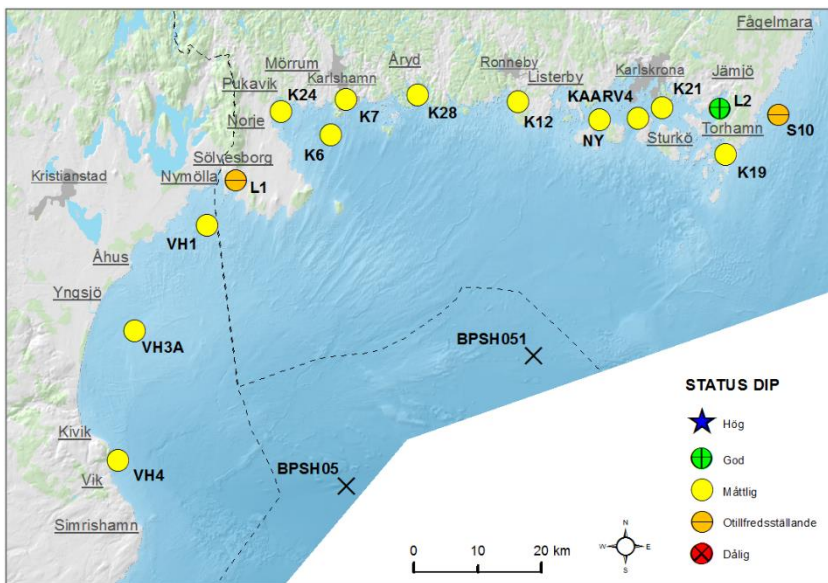 Fågelmara
Mörrum
Åryd
Ronneby
Listerby
Karlskrona
K21
Jämjö
Pukavik
K24
Karlshamn
K7
K28
K12
KAARV4
L2
Norje
K6
NY
Sturkö
Torhamn
S10
Sölvesborg
K19
Kristianstad
Nymölla
L1
VH1
Åhus
Yngsjö
VH3A
BPSH051
Kivik
VH4
BPSH05
Vik
Simrishamn
STATUS DIP
Hög
God
Måttlig
Otillfredsställande
Dålig
N
W E
S
0 10 20 km